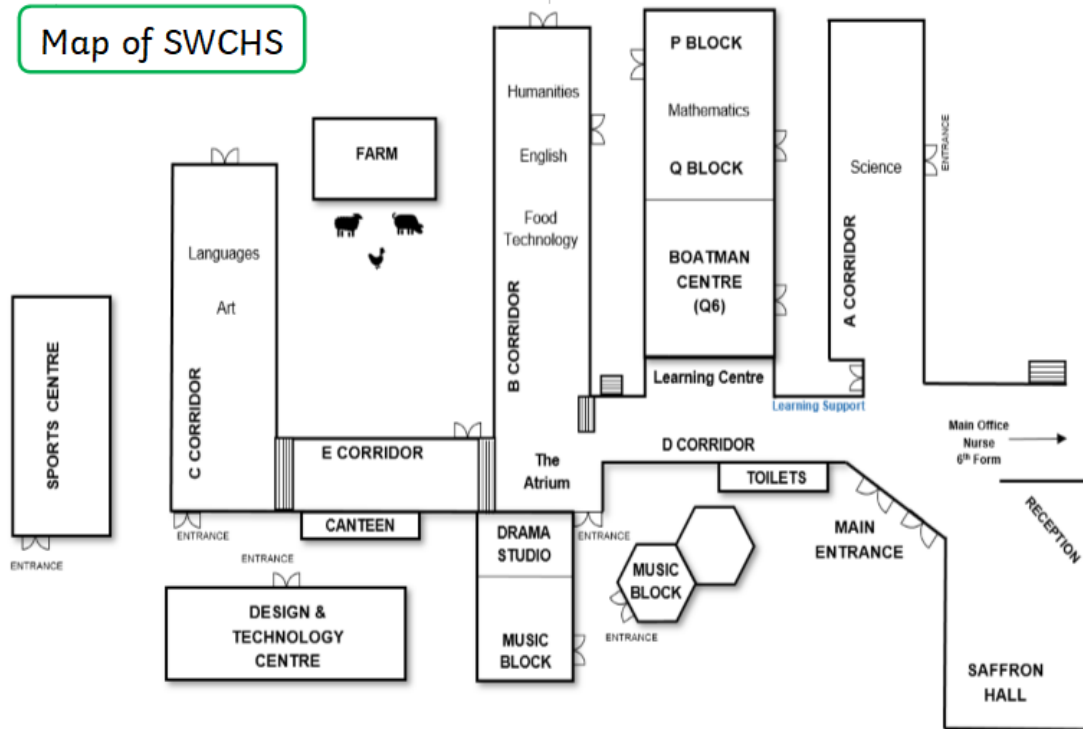 Map of SWCHS
P BLOCK
Humanities
Mathematics
ENTRANCE
FARM
English
Q BLOCK
Science
Food
Technology
Languages
BOATMAN
CENTRE
(Q6)
A CORRIDOR
Art
B CORRIDOR
SPORTS CENTRE
C CORRIDOR
Learning Centre
Learning Support
Main Office
Nurse
6th Form
E CORRIDOR
D CORRIDOR
The
Atrium
TOILETS
RECEPTION
CANTEEN
DRAMA
STUDIO
ENTRANCE
ENTRANCE
MAIN
ENTRANCE
ENTRANCE
ENTRANCE
MUSIC
BLOCK
DESIGN &
TECHNOLOGY
CENTRE
ENTRANCE
MUSIC
BLOCK
SAFFRON
HALL